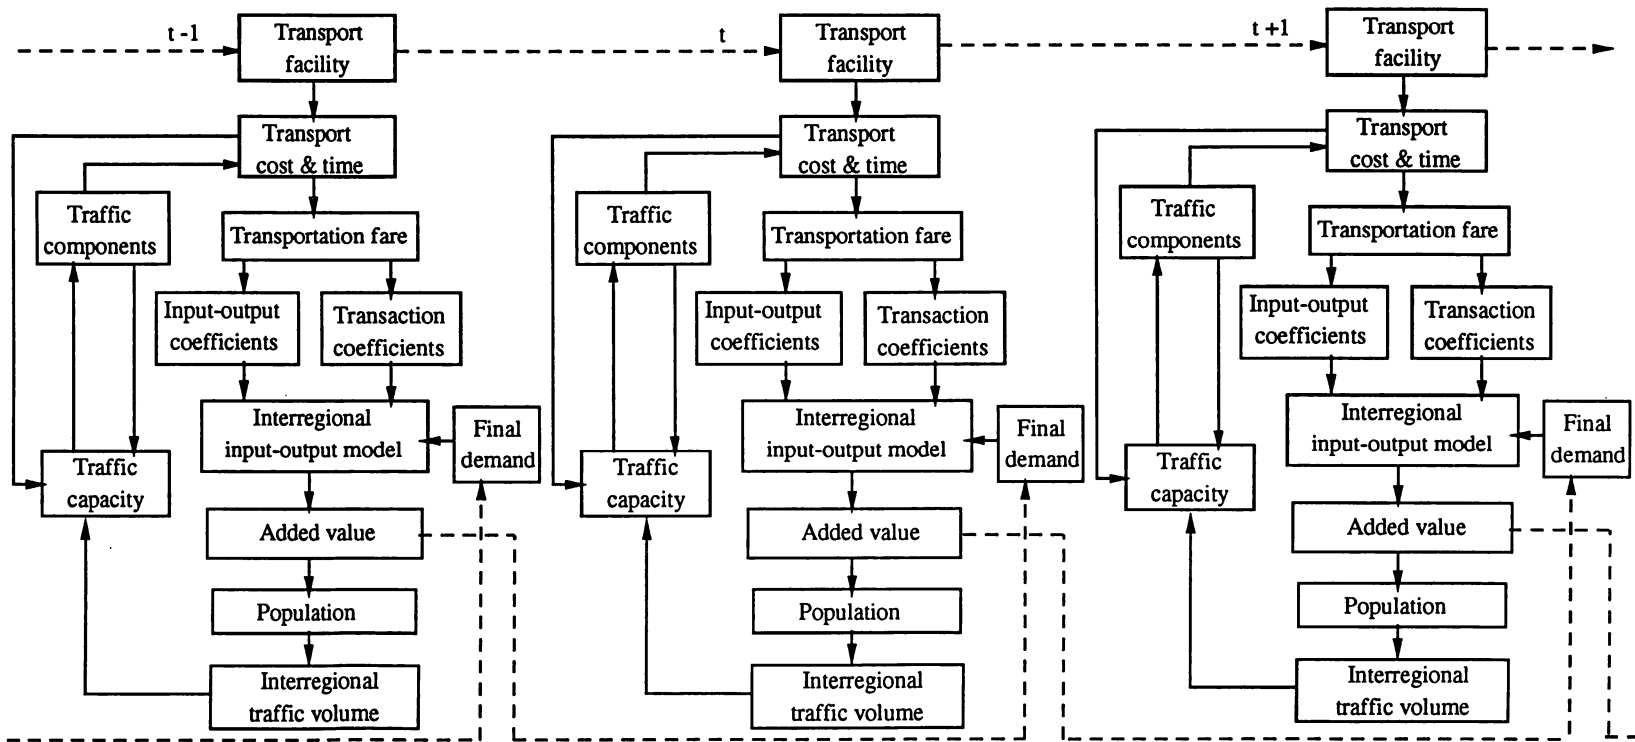 t -1
Transport
facility
Transport
cost & time
Traffic
components
Transportation fare
Input-output
coefficients
Transaction
coefficients
Interregional
input-output model
Final
demand
Traffic
capacity
Added value
Population
Interregional
traffic volume
t
Transport
facility
Transport
cost & time
Traffic
components
Transportation fare
Input-output
coefficients
Transaction
coefficients
Interregional
input-output model
Final
demand
Traffic
capacity
Added value
Population
Interregional
traffic volume
t +1
Transport
facility
Transport
cost & time
Traffic
components
Transportation fare
Input-output
coefficients
Transaction
coefficients
Interregional
input-output model
Final
demand
Traffic
capacity
Added value
Population
Interregional
traffic volume